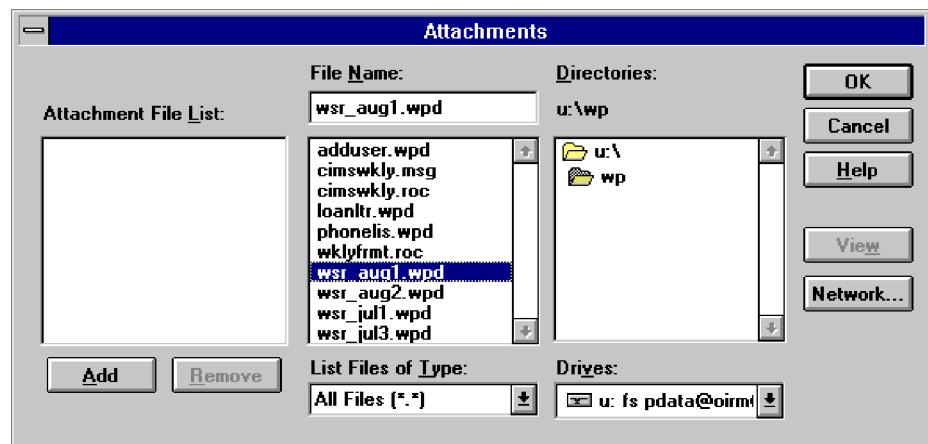 Attachments
Attachment File List:
Add
Remove
File Name:
wsr_aug1.wpd
adduser.wpd
cimswkly.msg
cimswkly.roc
loanltr.wpd
phonelis.wpd
wklyfrmt.roc
wsr_aug1.wpd
wsr_aug2.wpd
wsr_jul1.wpd
wsr_jul3.wpd
List Files of Type:
All Files (*.*)
Directories:
u:\wp
u:\
wp
Drives:
u: fs pdata@oirm
OK
Cancel
Help
View
Network...